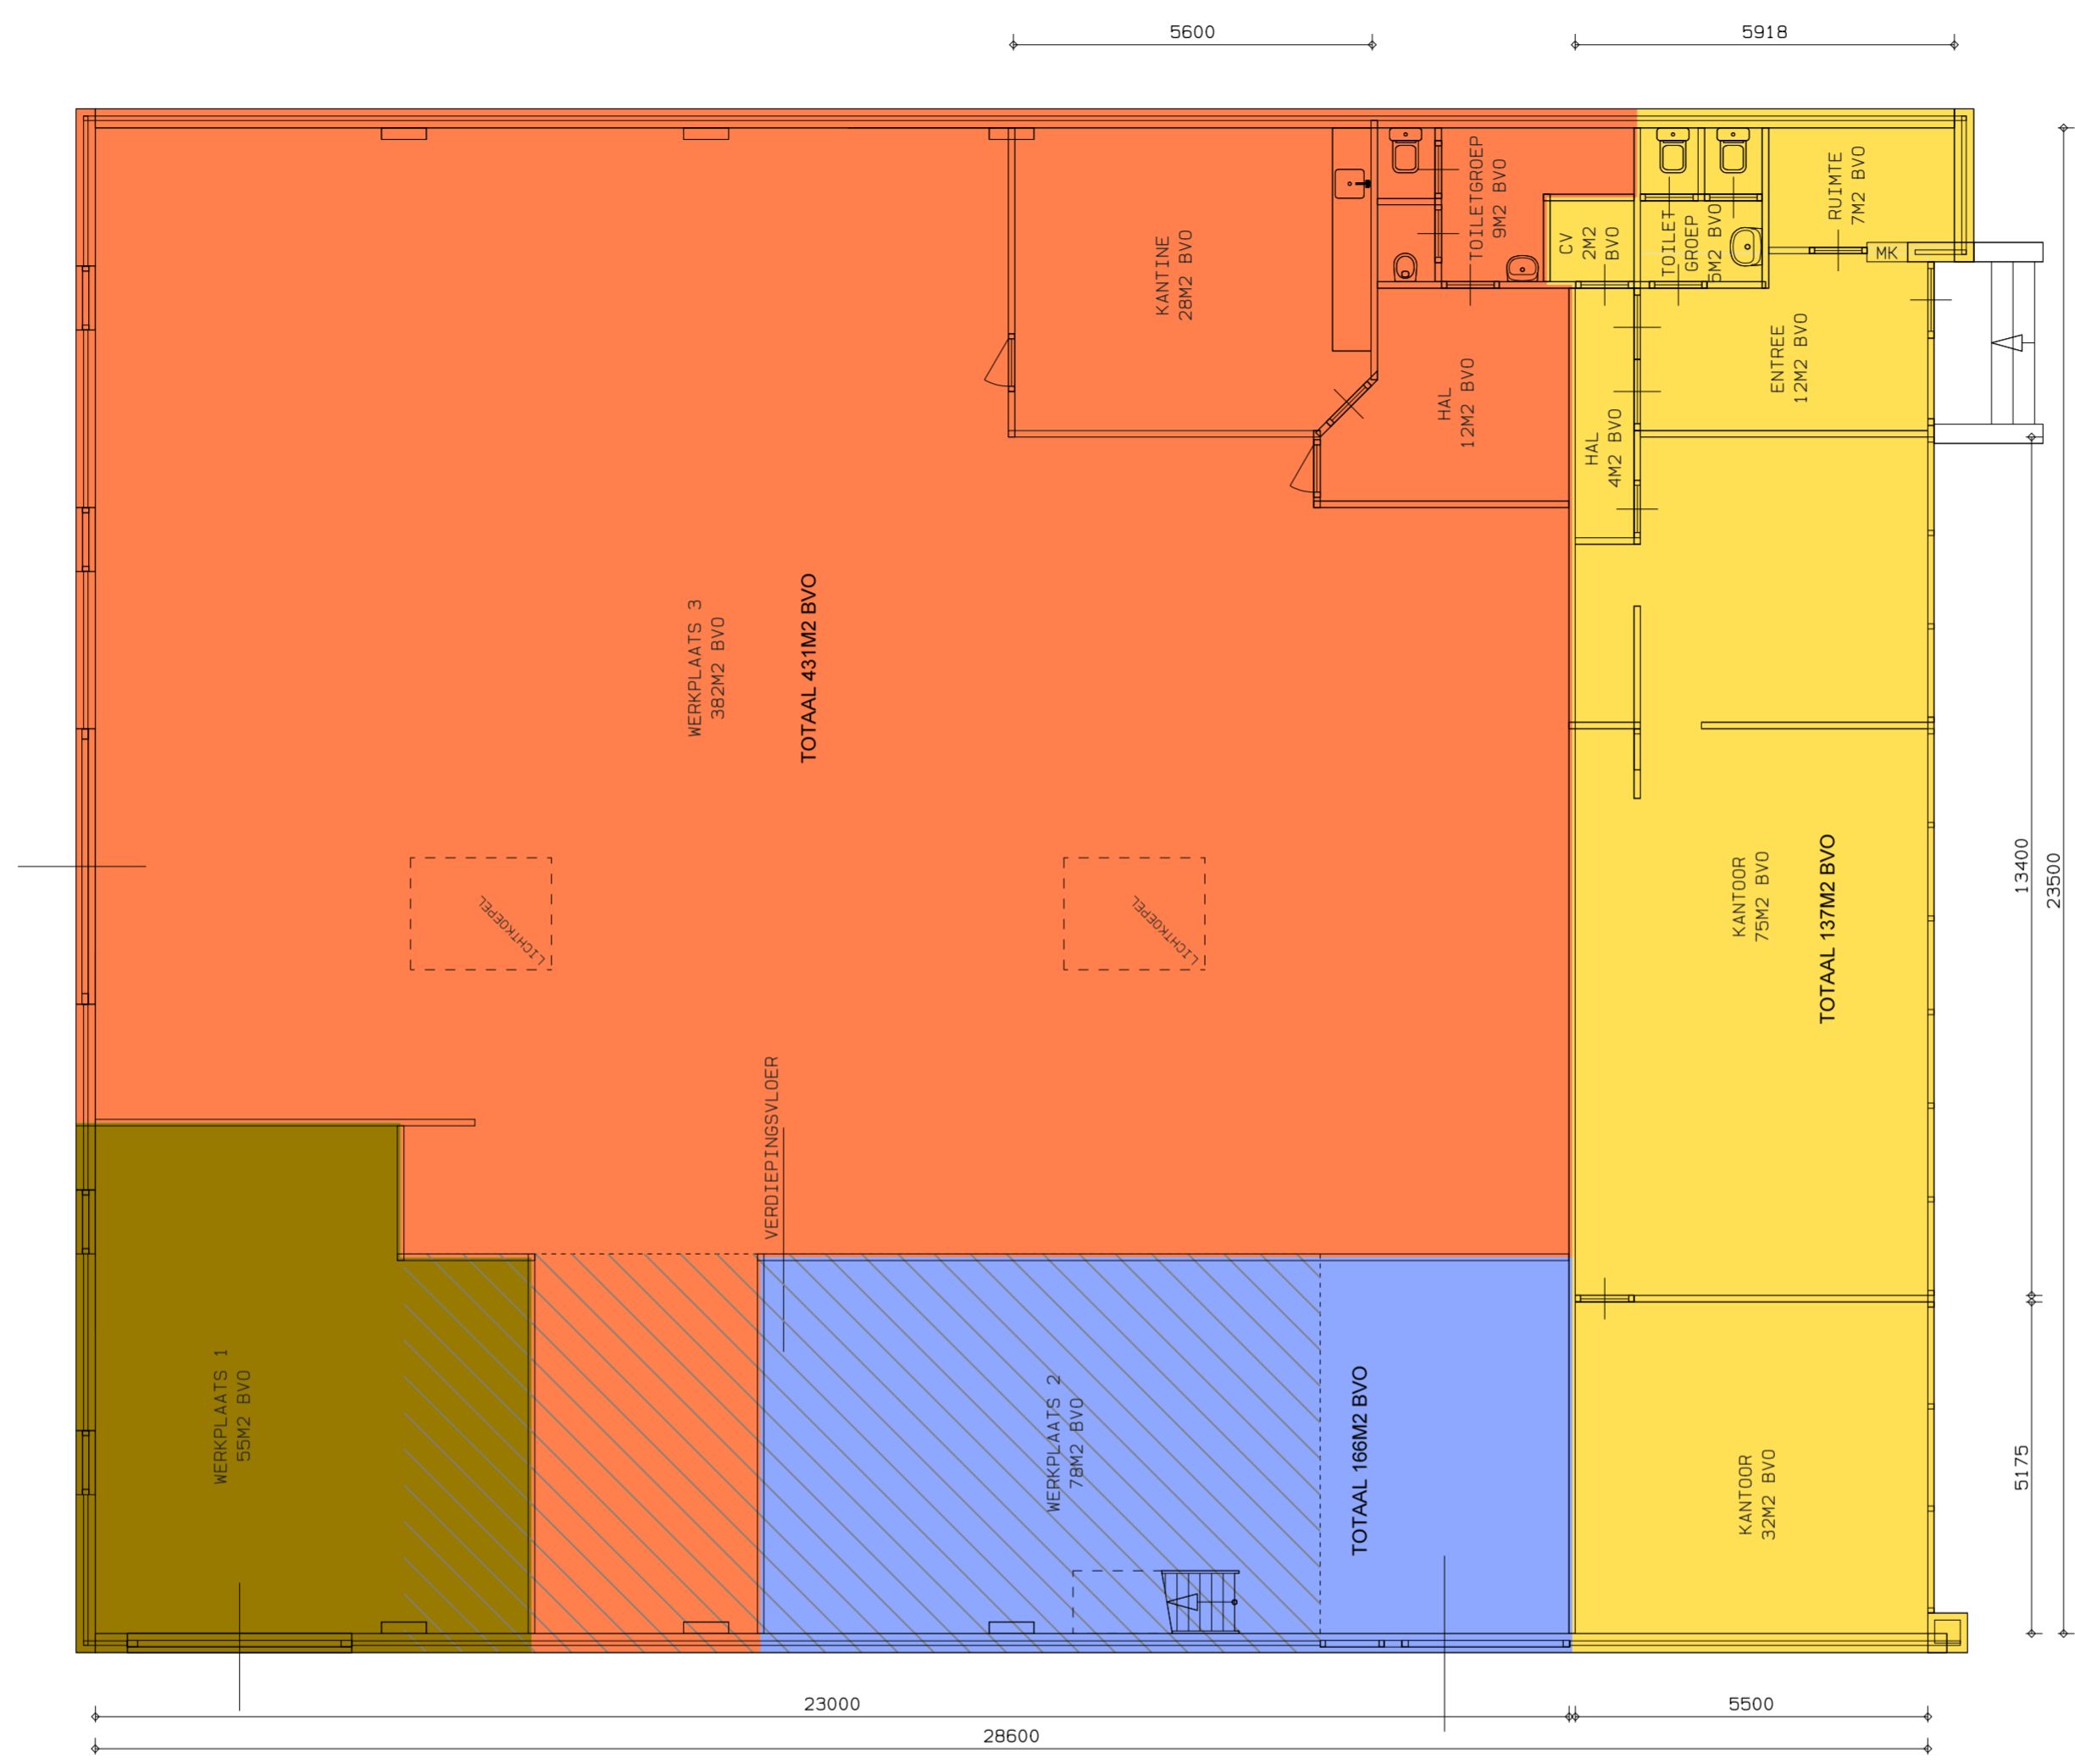 5600
5918
KANTINE
28M2 BVO
TOILETGROEP
9M2 BVO
CV
2M2
BVO
TOILET
GROEP
5M2 BVO
RUIMTE
7M2 BVO
MK
HAL
12M2 BVO
HAL
4M2 BVO
ENTREE
12M2 BVO
WERKPLAATS 3
382M2 BVO
TOTAAL 431M2 BVO
LICHTKOEPEL
LICHTKOEPEL
KANTOOR
75M2 BVO
TOTAAL 137M2 BVO
13400
23500
VERDIEPINGSVLOER
WERKPLAATS 1
55M2 BVO
WERKPLAATS 2
78M2 BVO
TOTAAL 166M2 BVO
KANTOOR
32M2 BVO
5175
23000
5500
28600